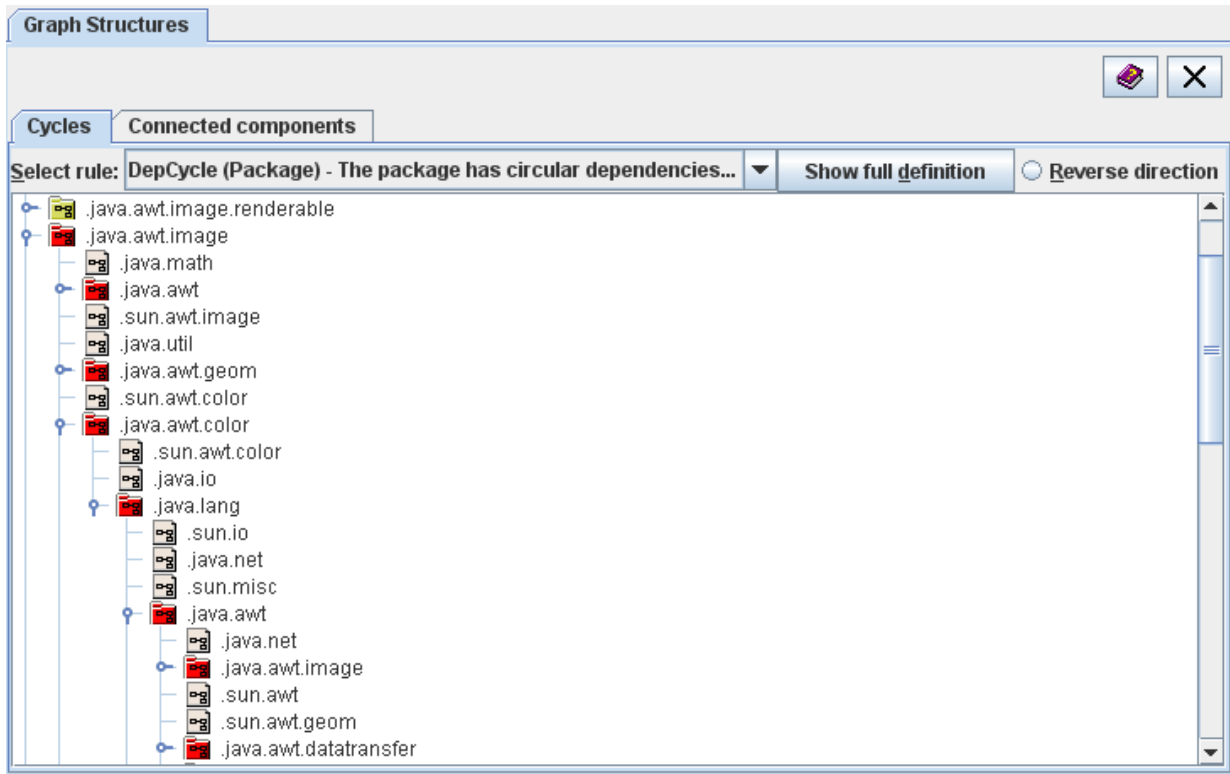 Graph Structures
Cycles Connected components
Select rule: DepCycle (Package) - The package has circular dependencies... Show full definition Reverse direction
.java.awt.image.renderable
.java.awt.image
.java.math
.java.awt
.sun.awt.image
.java.util
.java.awt.geom
.sun.awt.color
.java.awt.color
.sun.awt.color
.java.io
.java.lang
.sun.io
.java.net
.sun.misc
.java.awt
.java.net
.java.awt.image
.sun.awt
.sun.awt.geom
.java.awt.datatransfer